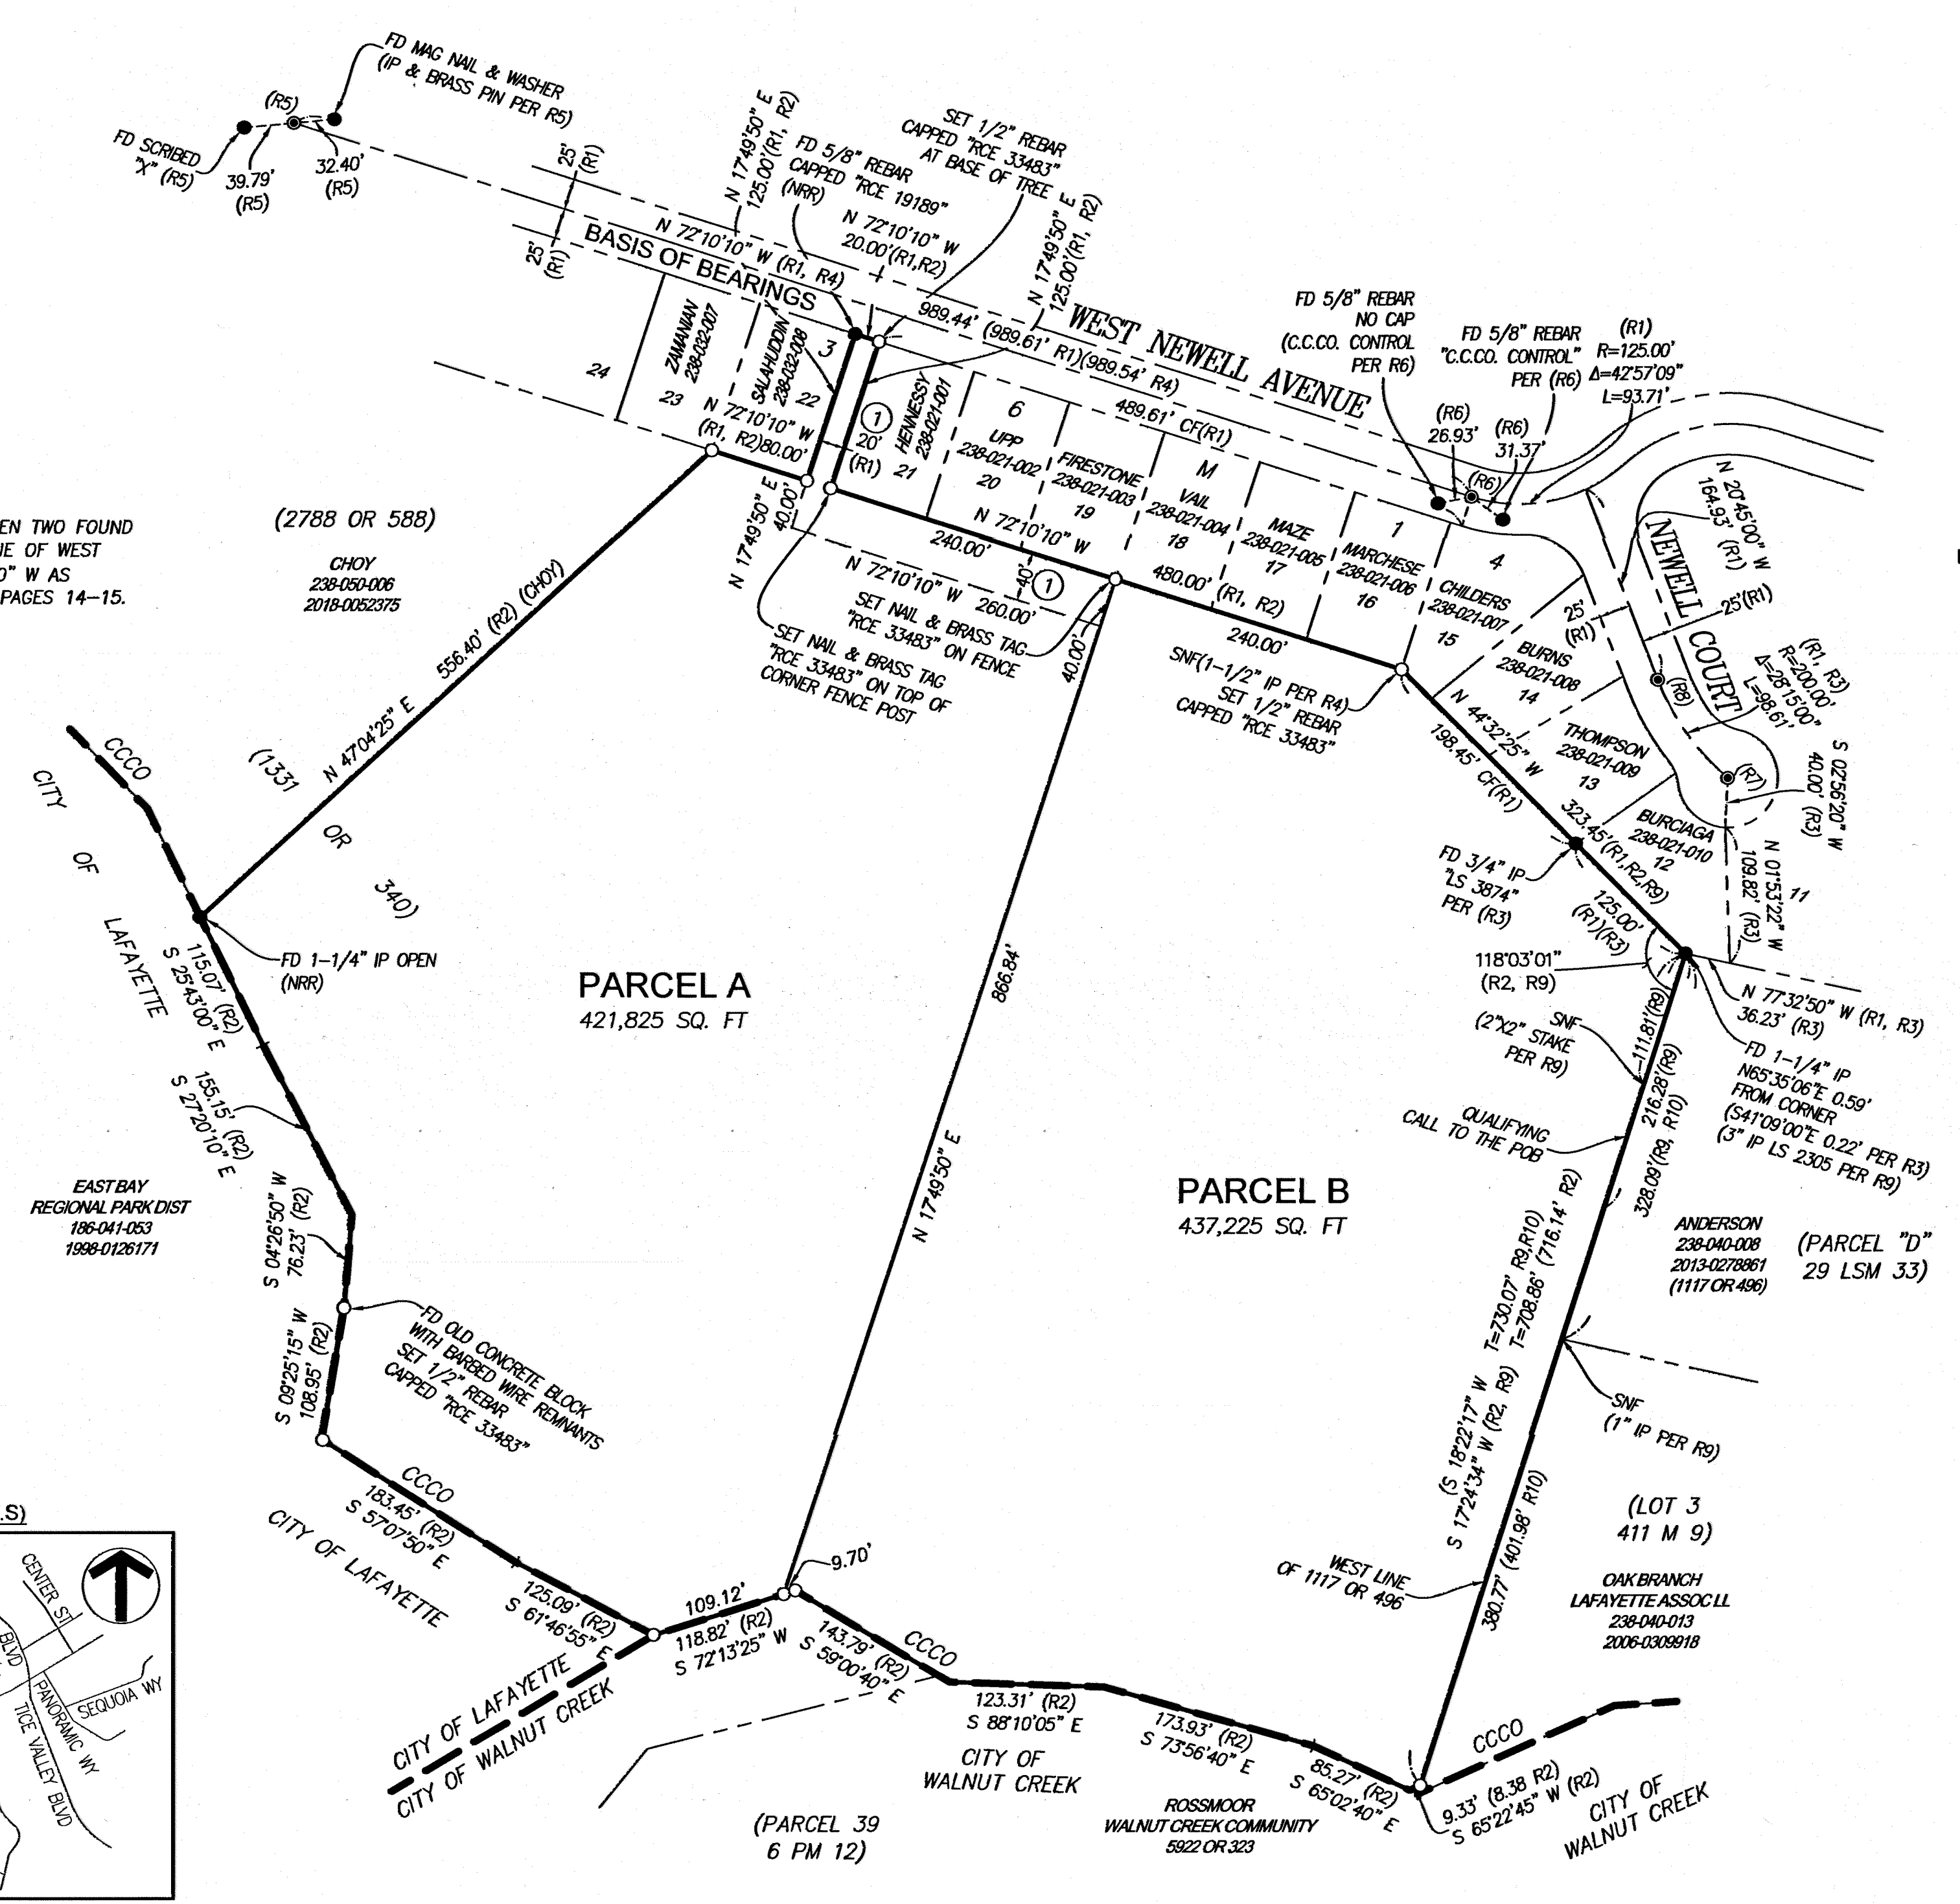 FD MAG NAIL & WASHER
(IP & BRASS PIN PER R5)
(R5)
FD SCRIBED
"X" (R5)
39.79'
(R5)
32.40'
(R5)
25'
(R1)
25'
(R1)
N 17°49'50" E
125.00'(R1, R2)
FD 5/8" REBAR
CAPPED "RCE 19189"
(NRR)
SET 1/2" REBAR
CAPPED "RCE 33483"
AT BASE OF TREE
N 72°10'10" W
20.00'(R1,R2)
N 17°49'50" E
125.00'(R1, R2)
N 72°10'10" W (R1, R4)
BASIS OF BEARINGS
989.44' (989.61' R1)(989.54' R4)
WEST NEWELL AVENUE
489.61' CF(R1)
FD 5/8" REBAR
NO CAP
(C.C.CO. CONTROL
PER R6)
FD 5/8" REBAR
"C.C.CO. CONTROL"
PER (R6)
(R1)
R=125.00'
Δ=42°57'09"
L=93.71'
(R6)
26.93'
(R6)
31.37'
(R6)
24
ZAMANIAN
238-032-007
23
SALAHUDDIN
238-032-008
22
3
N 72°10'10" W
(R1, R2)80.00'
1
20'
(R1)
HENNESSY
238-021-001
21
6
UPP
238-021-002
20
FIRESTONE
238-021-003
19
M
VAIL
238-021-004
18
MAZE
238-021-005
17
1
MARCHESE
238-021-006
16
4
CHILDERS
238-021-007
15
BURNS
238-021-008
14
THOMPSON
238-021-009
13
BURCIAGA
238-021-010
12
11
N 20°45'00" W
164.93' (R1)
NEWELL COURT
25'
(R1)
25'(R1)
(R8)
(R1, R3)
R=200.00'
Δ=28°15'00"
L=98.61'
(R7)
S 02°56'20" W
40.00' (R3)
N 01°53'22" W
109.82' (R3)
EN TWO FOUND
NE OF WEST
0" W AS
PAGES 14-15.
(2788 OR 588)
CHOY
238-050-006
2018-0052375
N 17°49'50" E
40.00'
N 72°10'10" W
240.00'
N 72°10'10" W 260.00'
40'
1
SET NAIL & BRASS TAG
"RCE 33483" ON FENCE
SET NAIL & BRASS TAG
"RCE 33483" ON TOP OF
CORNER FENCE POST
40.00'
480.00' (R1, R2)
240.00'
SNF(1-1/2" IP PER R4)
SET 1/2" REBAR
CAPPED "RCE 33483"
N 44°32'25" W
198.45' CF(R1)
323.45'(R1,R2,R9)
FD 3/4" IP
"LS 3874"
PER (R3)
125.00'
(R1)(R3)
118°03'01"
(R2, R9)
N 77°32'50" W (R1, R3)
36.23' (R3)
FD 1-1/4" IP
N65°35'06"E 0.59'
FROM CORNER
(S41°09'00"E 0.22' PER R3)
(3" IP LS 2305 PER R9)
111.81'(R9)
SNF
(2"X2" STAKE
PER R9)
216.28'(R9)
328.09'(R9, R10)
QUALIFYING
CALL TO THE POB
556.40' (R2) (CHOY)
N 47°04'25" E
(1331
OR
340)
CCCO
CITY
OF
LAFAYETTE
FD 1-1/4" IP OPEN
(NRR)
115.07' (R2)
S 25°43'00" E
155.15' (R2)
S 27°20'10" E
PARCEL A
421,825 SQ. FT
866.84'
N 17°49'50" E
PARCEL B
437,225 SQ. FT
EAST BAY
REGIONAL PARK DIST
186-041-053
1998-0126171
S 04°26'50" W
76.23' (R2)
S 09°25'15" W
108.95' (R2)
FD OLD CONCRETE BLOCK
WITH BARBED WIRE REMNANTS
SET 1/2" REBAR
CAPPED "RCE 33483"
ANDERSON
238-040-008
2013-0278861
(1117 OR 496)
(PARCEL "D"
29 LSM 33)
(S 18°22'17" W T=730.07' R9,R10)
S 17°24'34" W (R2, R9) T=708.86' (716.14' R2)
SNF
(1" IP PER R9)
380.77' (401.98' R10)
WEST LINE
OF 1117 OR 496
(LOT 3
411 M 9)
OAK BRANCH
LAFAYETTE ASSOC LL
238-040-013
2006-0309918
CCCO
183.45' (R2)
S 57°07'50" E
CITY OF LAFAYETTE
125.09' (R2)
S 61°46'55" E
109.12'
9.70'
118.82' (R2)
S 72°13'25" W
143.79' (R2)
S 59°00'40" E
CCCO
CITY OF LAFAYETTE
CITY OF WALNUT CREEK
123.31' (R2)
S 88°10'05" E
CITY OF
WALNUT CREEK
173.93' (R2)
S 73°56'40" E
85.27' (R2)
S 65°02'40" E
CCCO
9.33' (8.38 R2)
S 65°22'45" W (R2)
CITY OF
WALNUT CREEK
(PARCEL 39
6 PM 12)
ROSSMOOR
WALNUT CREEK COMMUNITY
5922 OR 323
.S)
CENTER ST
BLVD
PANORAMIC WY
SEQUOIA WY
TICE VALLEY BLVD